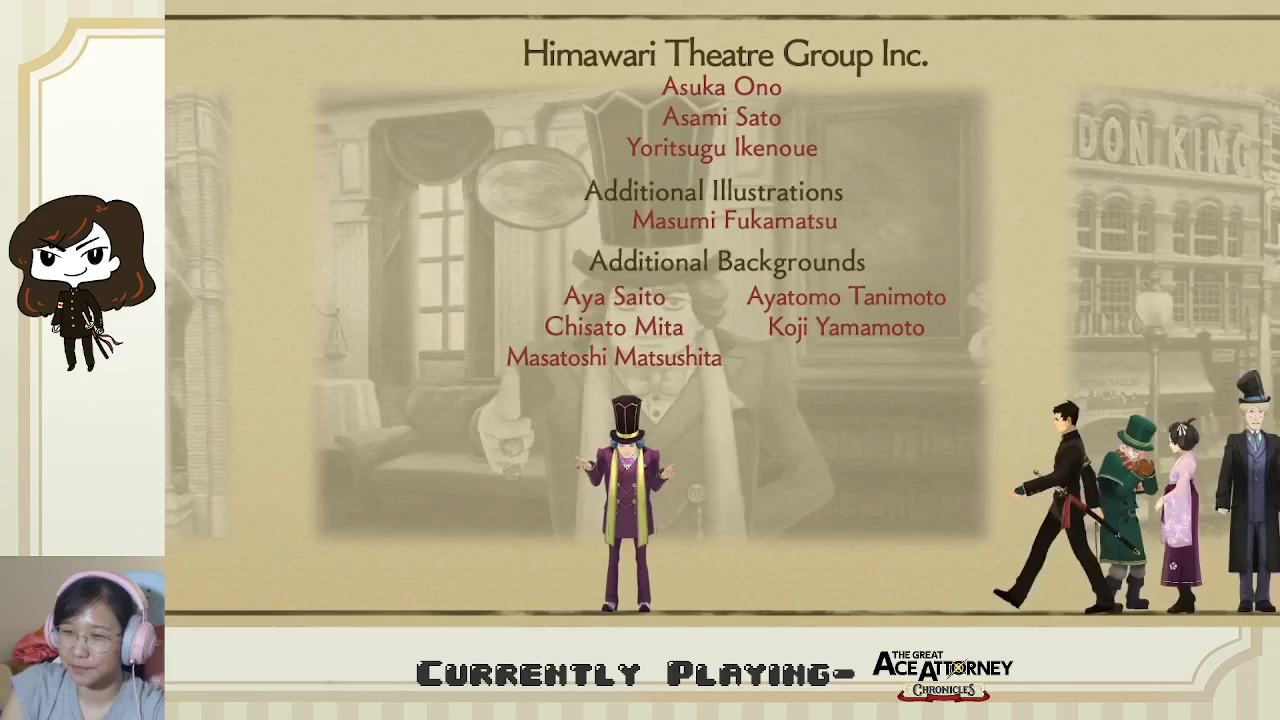 Himawari Theatre Group Inc.
Asuka Ono
Asami Sato
Yoritsugu Ikenoue
Additional Illustrations
Masumi Fukamatsu
Additional Backgrounds
Aya Saito
Ayatomo Tanimoto
Chisato Mita
Koji Yamamoto
Masatoshi Matsushita
DON KING
CURRENTLY PLAYING-
THE GREAT
ACE ATTORNEY
CHRONICLES